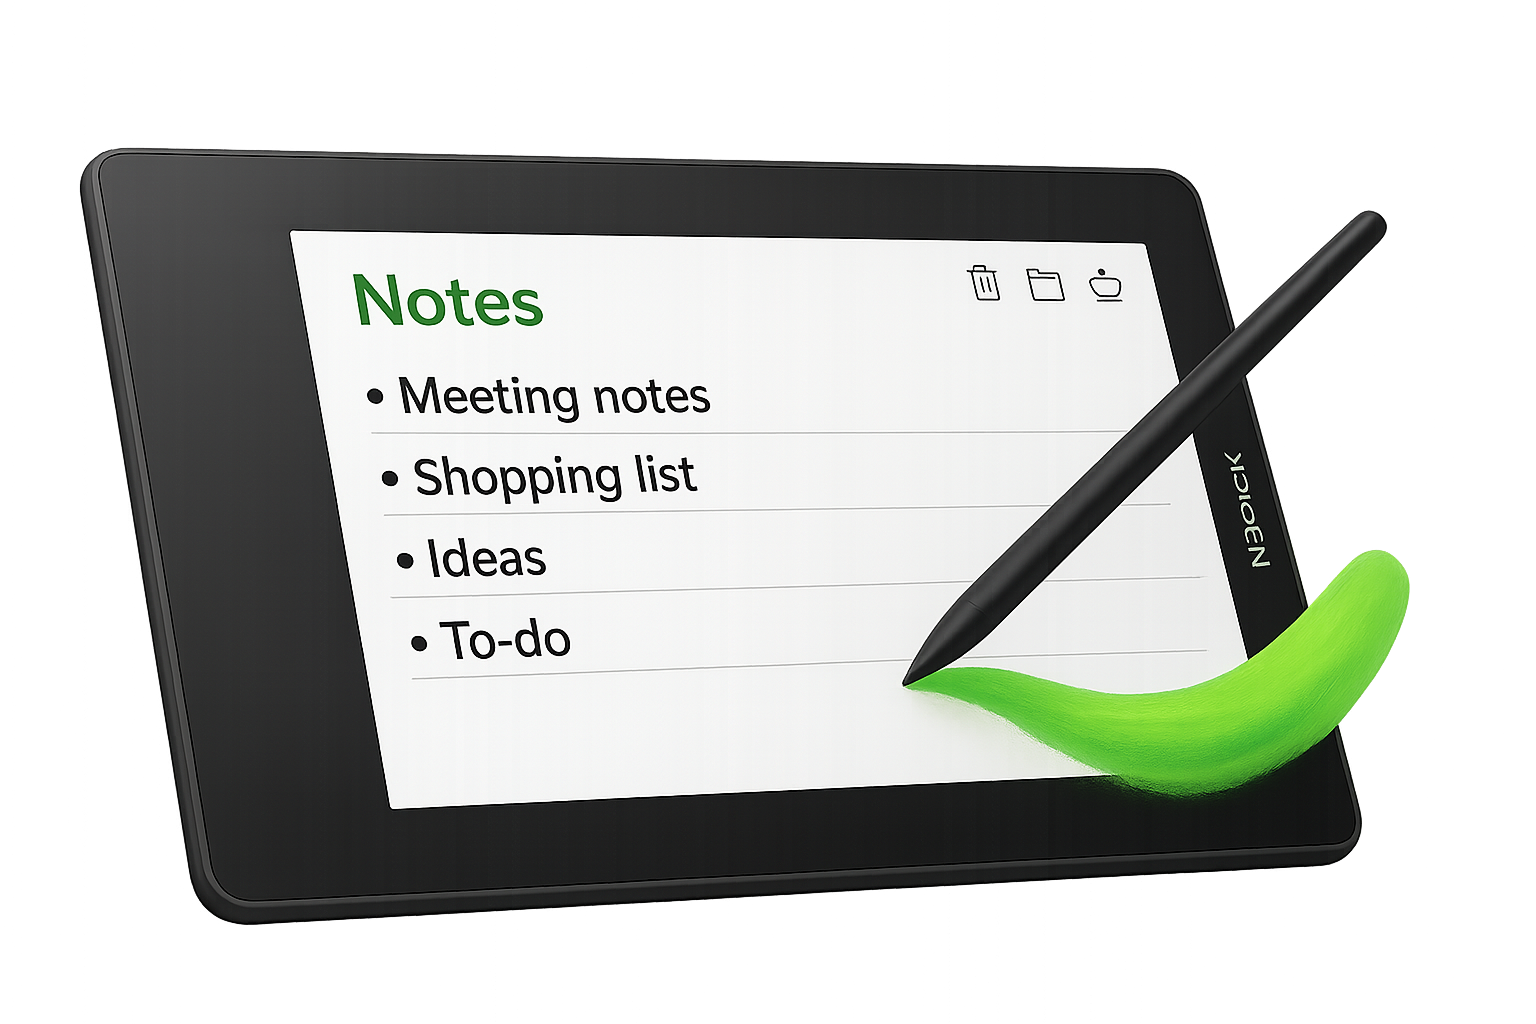 Notes
• Meeting notes
• Shopping list
• Ideas
• To-do